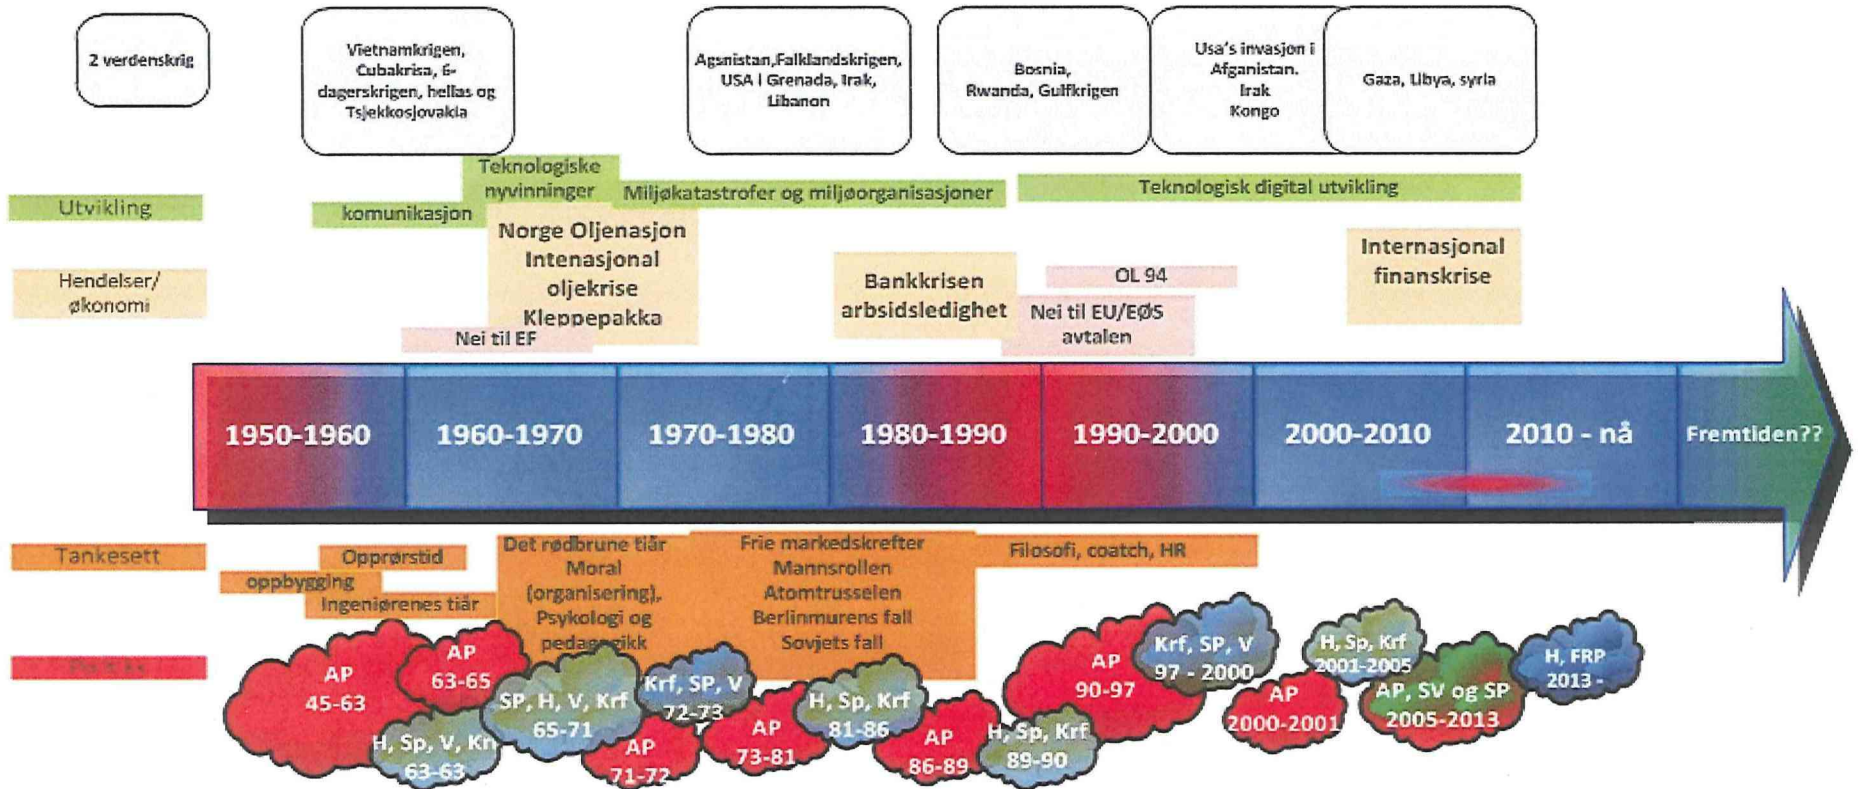 2 verdenskrig
Vietnamkrigen,
Cubakrisa, 6-
dagerskrigen, hellas og
Tsjekkosjovakia
Agsnistan,Falklandskrigen,
USA i Grenada, Irak,
Libanon
Bosnia,
Rwanda, Gulfkrigen
Usa's invasjon i
Afganistan.
Irak
Kongo
Gaza, Libya, syria
Utvikling
komunikasjon
Teknologiske
nyvinninger
Miljøkatastrofer og miljøorganisasjoner
Teknologisk digital utvikling
Hendelser/
økonomi
Norge Oljenasjon
Intenasjonal
oljekrise
Kleppepakka
Nei til EF
Bankkrisen
arbsidsledighet
OL 94
Nei til EU/EØS
avtalen
Internasjonal
finanskrise
1950-1960
1960-1970
1970-1980
1980-1990
1990-2000
2000-2010
2010 - nå
Fremtiden??
Tankesett
Opprørstid
oppbygging
Ingeniørenes tiår
Det rødbrune tiår
Moral
(organisering),
Psykologi og
pedagogikk
Frie markedskrefter
Mannsrollen
Atomtrusselen
Berlinmurens fall
Sovjets fall
Filosofi, coatch, HR
AP
45-63
AP
63-65
H, Sp, V, Kr
63-63
SP, H, V, Krf
65-71
AP
71-72
Krf, SP, V
72-73
AP
73-81
H, Sp, Krf
81-86
AP
86-89
H, Sp, Krf
89-90
AP
90-97
Krf, SP, V
97 - 2000
AP
2000-2001
H, Sp, Krf
2001-2005
AP, SV og SP
2005-2013
H, FRP
2013 -